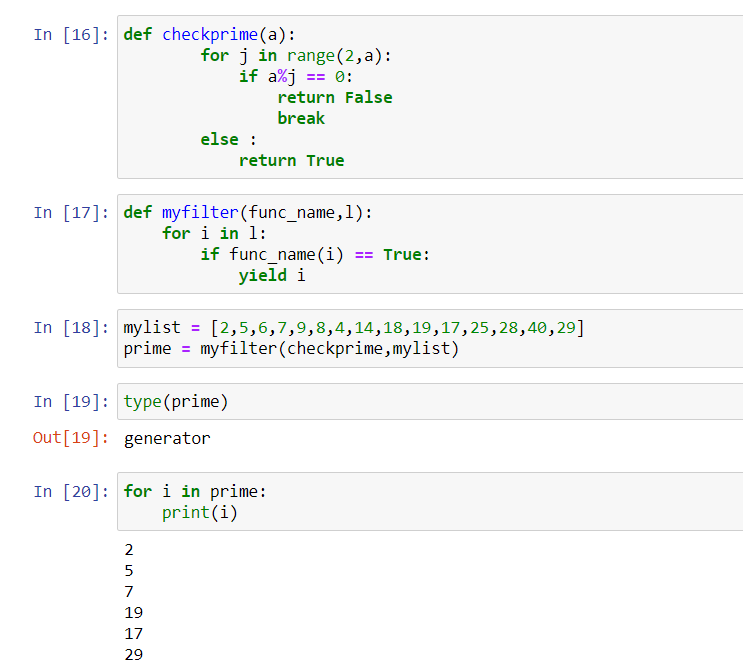 In [16]: def checkprime(a):
        for j in range(2,a):
            if a%j == 0:
                return False
                break
        else :
            return True
In [17]: def myfilter(func_name,l):
    for i in l:
        if func_name(i) == True:
            yield i
In [18]: mylist = [2,5,6,7,9,8,4,14,18,19,17,25,28,40,29]
prime = myfilter(checkprime,mylist)
In [19]: type(prime)
Out[19]: generator
In [20]: for i in prime:
    print(i)
2
5
7
19
17
29